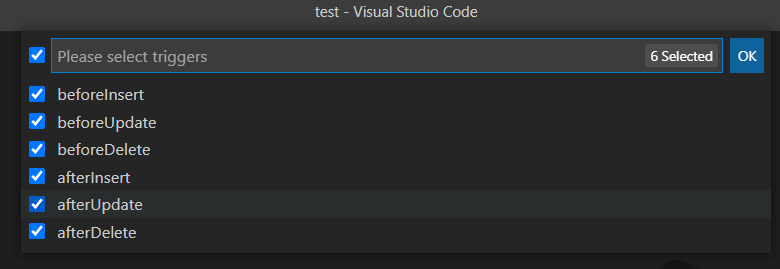 test - Visual Studio Code
Please select triggers 6 Selected OK
beforeInsert
beforeUpdate
beforeDelete
afterInsert
afterUpdate
afterDelete